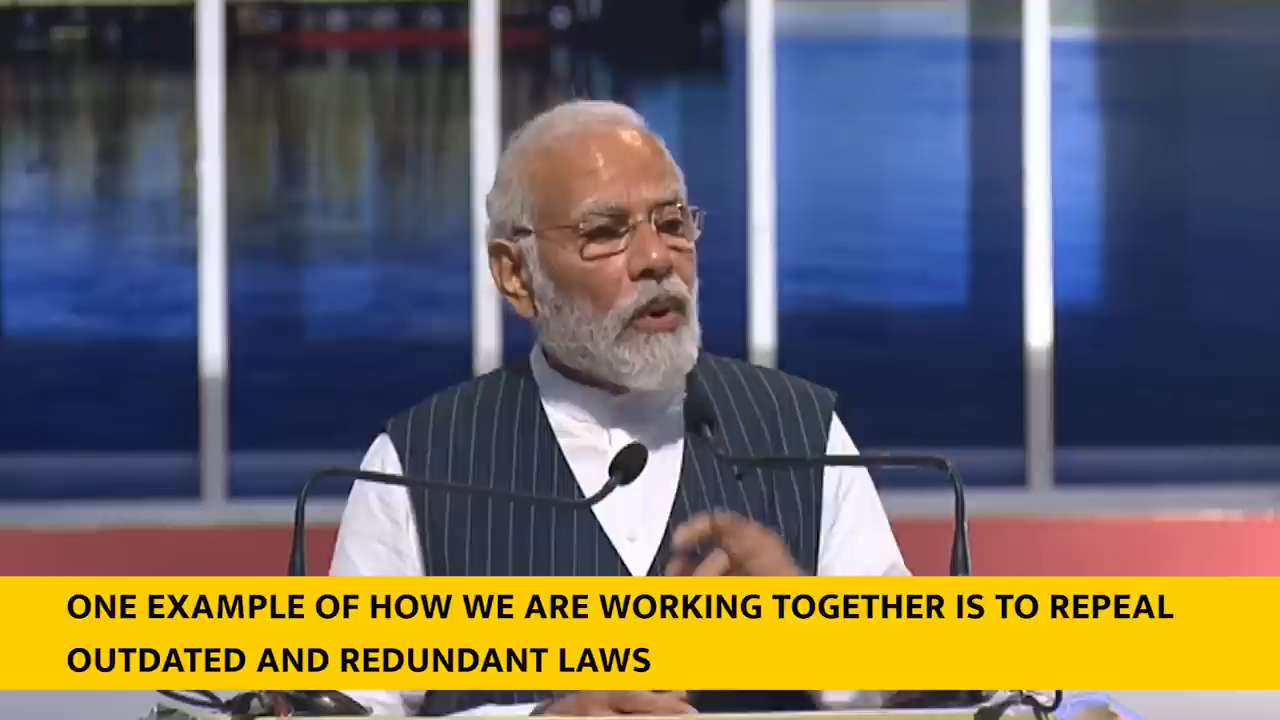 ONE EXAMPLE OF HOW WE ARE WORKING TOGETHER IS TO REPEAL
OUTDATED AND REDUNDANT LAWS